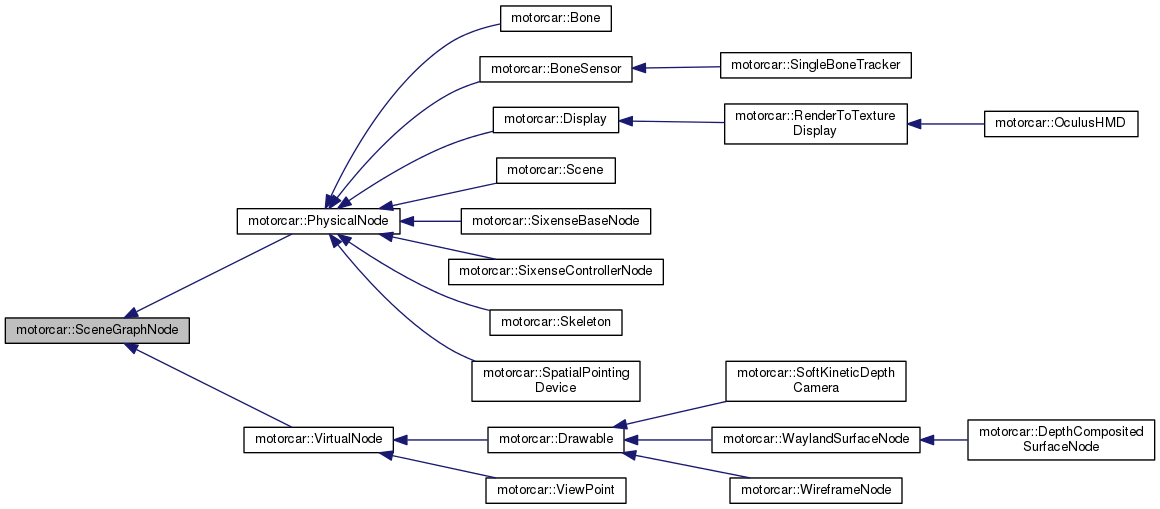 motorcar::Bone
motorcar::BoneSensor
motorcar::SingleBoneTracker
motorcar::Display
motorcar::RenderToTexture
Display
motorcar::OculusHMD
motorcar::Scene
motorcar::PhysicalNode
motorcar::SixenseBaseNode
motorcar::SixenseControllerNode
motorcar::SceneGraphNode
motorcar::Skeleton
motorcar::SpatialPointing
Device
motorcar::SoftKineticDepth
Camera
motorcar::VirtualNode
motorcar::Drawable
motorcar::WaylandSurfaceNode
motorcar::DepthComposited
SurfaceNode
motorcar::ViewPoint
motorcar::WireframeNode